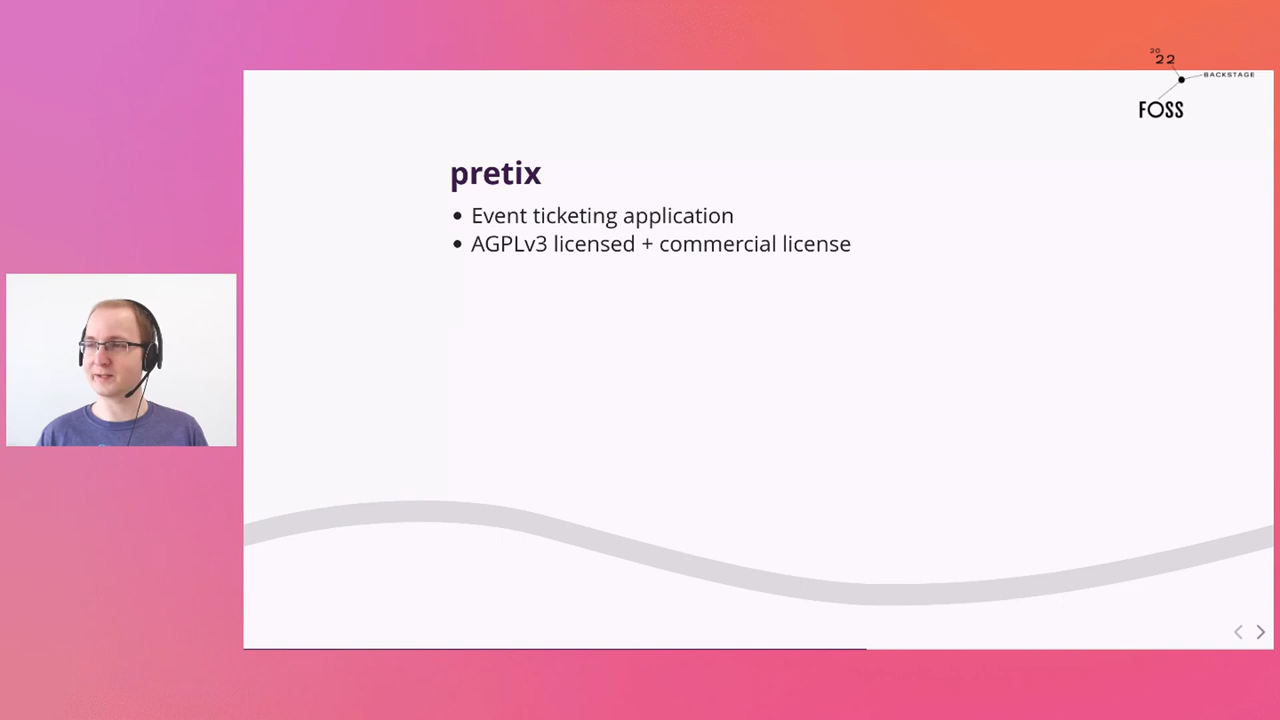 20
22
BACKSTAGE
FOSS
pretix
• Event ticketing application
• AGPLv3 licensed + commercial license